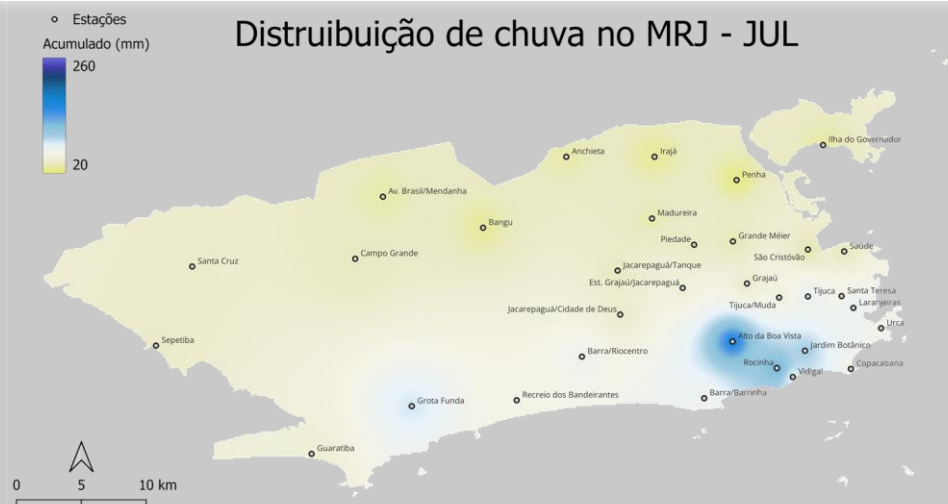 Estações
Acumulado (mm)
260
20
Distruibuição de chuva no MRJ - JUL
Ilha do Governador
Anchieta
Irajá
Penha
Av. Brasil/Mendanha
Madureira
Bangu
Piedade
Grande Méier
Saúde
São Cristóvão
Campo Grande
Santa Cruz
Jacarepaguá/Tanque
Est. Grajaú/Jacarepaguá
Grajaú
Tijuca
Santa Teresa
Tijuca/Muda
Laranjeiras
Jacarepaguá/Cidade de Deus
Urca
Alto da Boa Vista
Sepetiba
Barra/Riocentro
Jardim Botânico
Rocinha
Copacabana
Vidigal
Barra/Barrinha
Recreio dos Bandeirantes
Grota Funda
Guaratiba
0 5 10 km